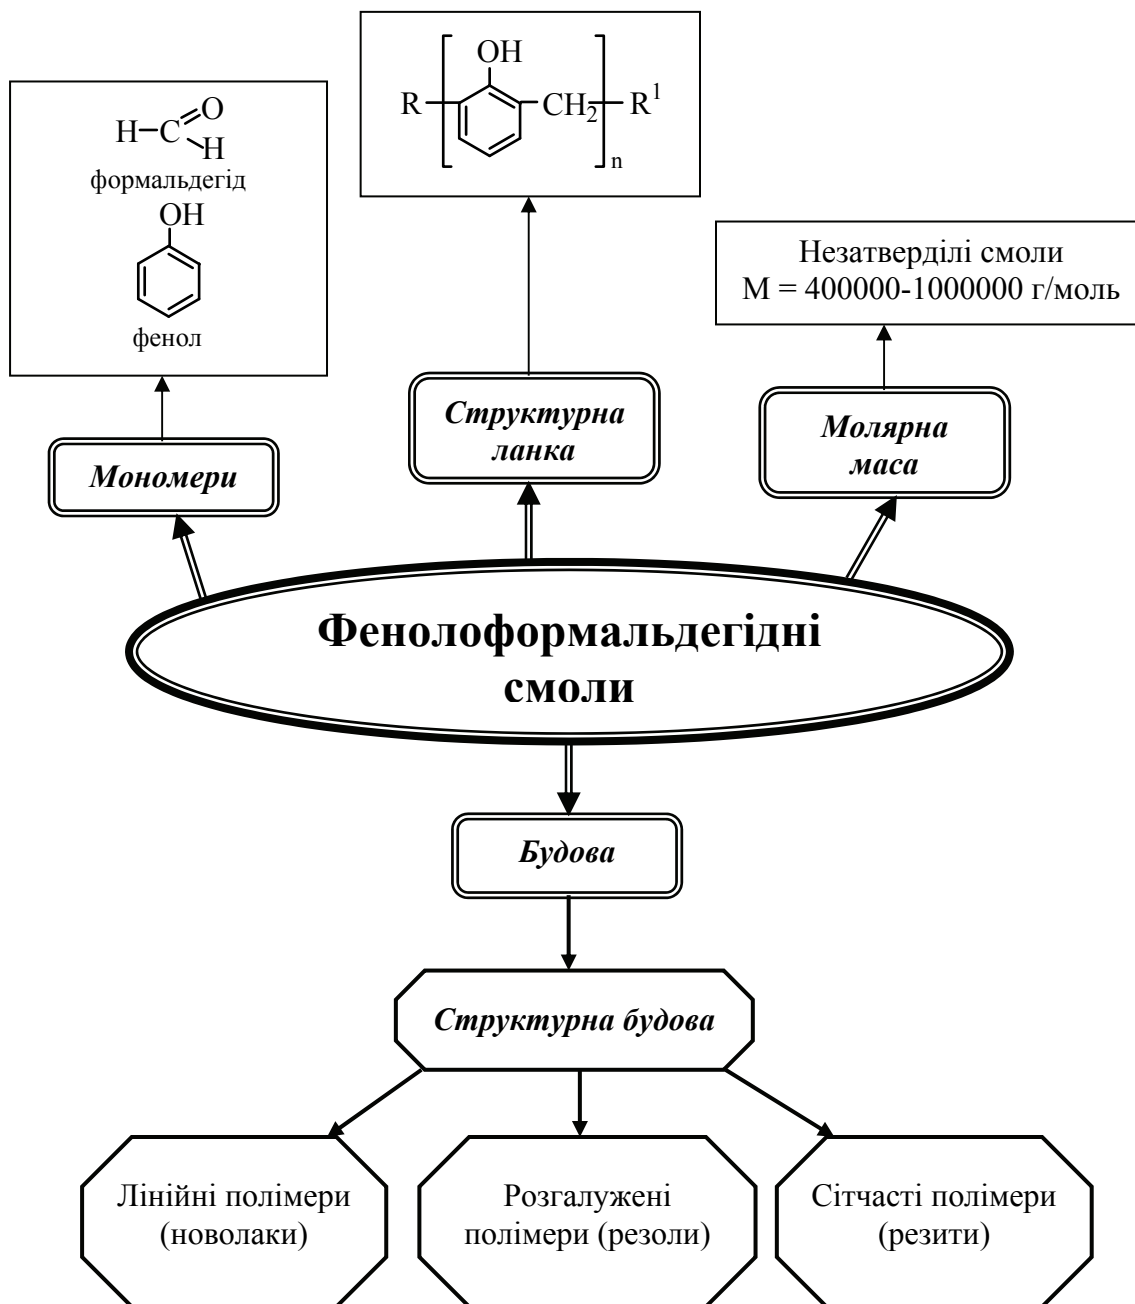 OH
R
CH2
R1
n
O
H
C
H
формальдегід
OH
фенол
Незатверділі смоли
М = 400000-1000000 г/моль
Структурна
ланка
Молярна
маса
Мономери
Фенолоформальдегідні
смоли
Будова
Структурна будова
Лінійні полімери
(новолаки)
Розгалужені
полімери (резоли)
Сітчасті полімери
(резити)